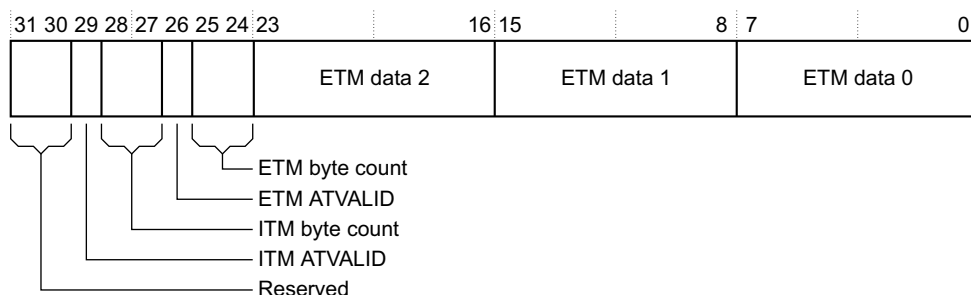 31 30 29 28 27 26 25 24 23 16 15 8 7 0
ETM data 2 ETM data 1 ETM data 0
ETM byte count
ETM ATVALID
ITM byte count
ITM ATVALID
Reserved